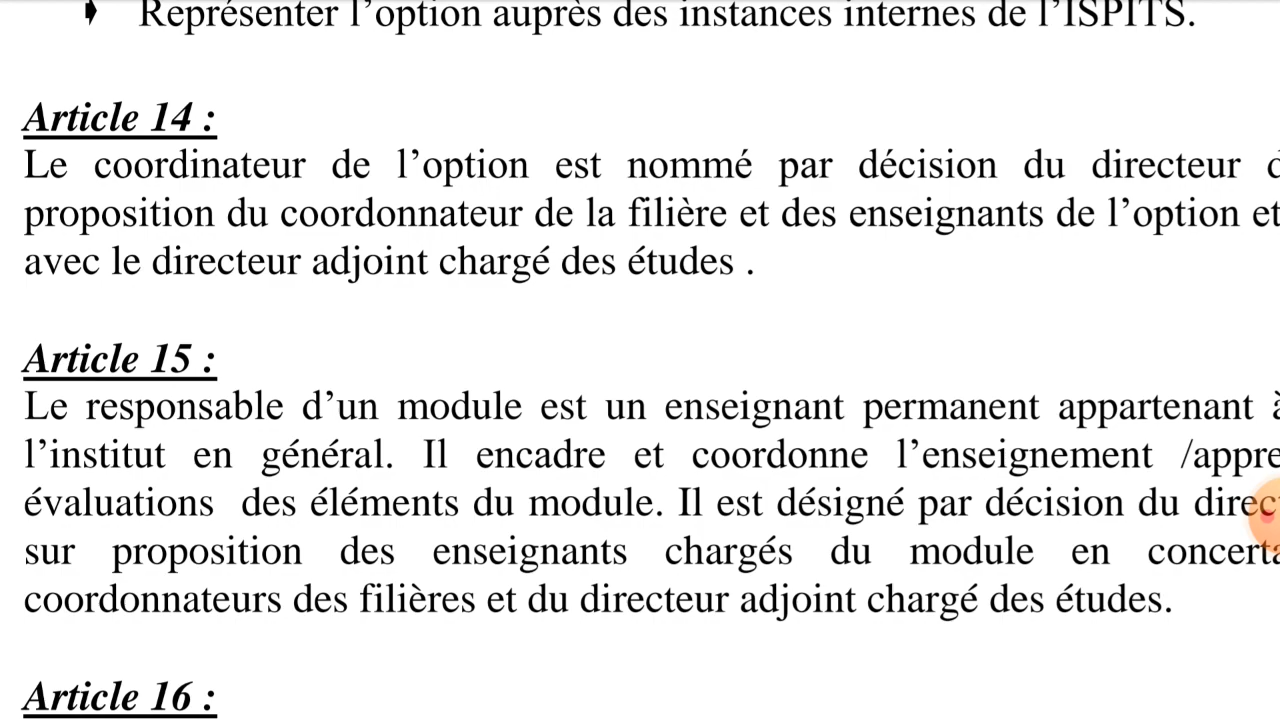 Représenter l’option auprès des instances internes de l’ISPITS.
Article 14 :
Le coordinateur de l’option est nommé par décision du directeur
proposition du coordonnateur de la filière et des enseignants de l’option et
avec le directeur adjoint chargé des études .
Article 15 :
Le responsable d’un module est un enseignant permanent appartenant à
l’institut en général. Il encadre et coordonne l’enseignement /appre
évaluations des éléments du module. Il est désigné par décision du direc
sur proposition des enseignants chargés du module en concerta
coordonnateurs des filières et du directeur adjoint chargé des études.
Article 16 :